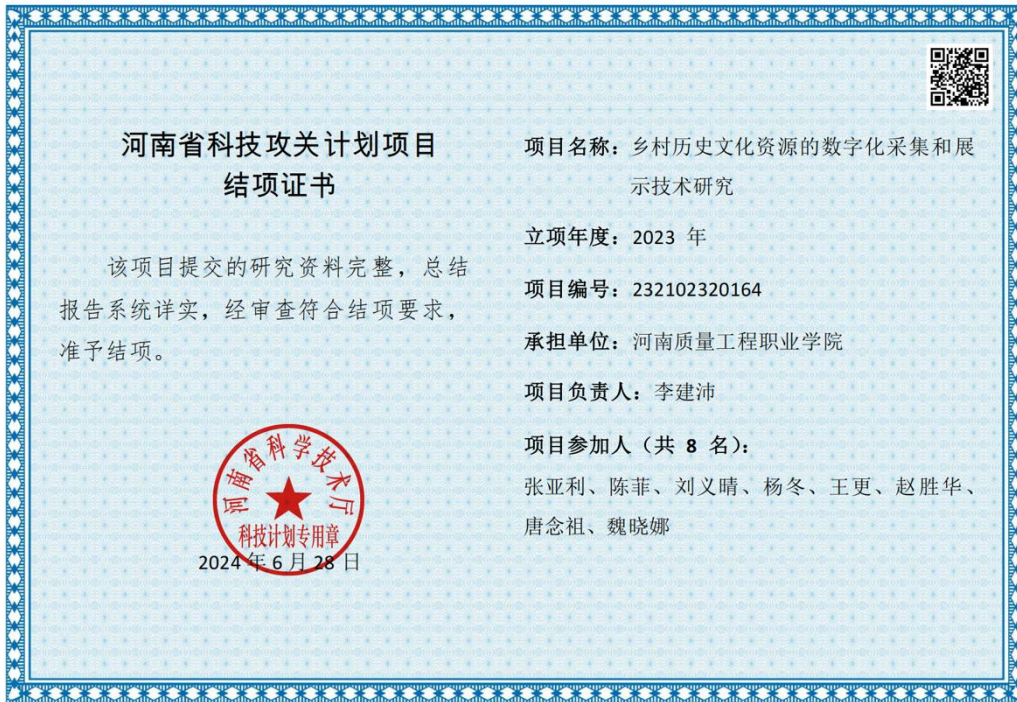 河南省科技攻关计划项目
结项证书
该项目提交的研究资料完整，总结
报告系统详实，经审查符合结项要求，
准予结项。
河南省科学技术厅
科技计划专用章
2024 年 6 月 28 日
项目名称：乡村历史文化资源的数字化采集和展
示技术研究
立项年度：2023 年
项目编号：232102320164
承担单位：河南质量工程职业学院
项目负责人：李建沛
项目参加人（共 8 名）：
张亚利、陈菲、刘义晴、杨冬、王更、赵胜华、
唐念祖、魏晓娜